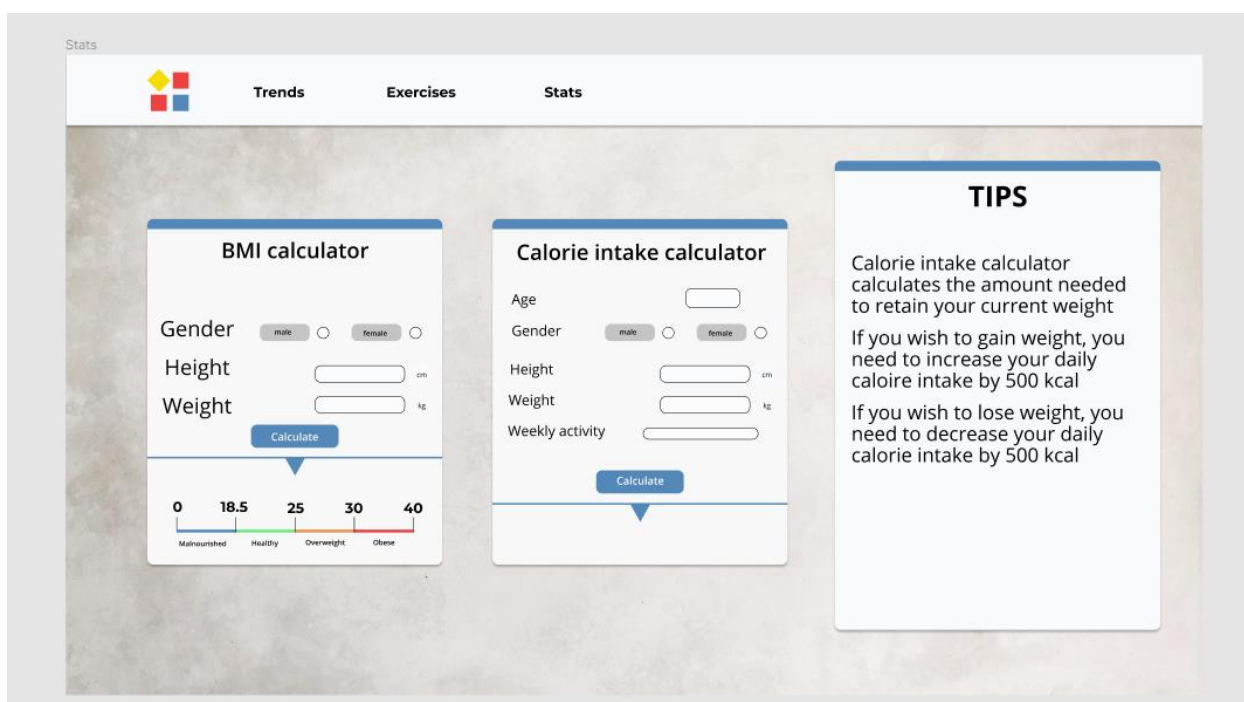 Stats
Trends Exercises Stats
BMI calculator
Gender male female
Height cm
Weight kg
Calculate
0 18.5 25 30 40
Malnourished Healthy Overweight Obese
Calorie intake calculator
Age
Gender male female
Height cm
Weight kg
Weekly activity
Calculate
TIPS
Calorie intake calculator
calculates the amount needed
to retain your current weight
If you wish to gain weight, you
need to increase your daily
caloire intake by 500 kcal
If you wish to lose weight, you
need to decrease your daily
calorie intake by 500 kcal